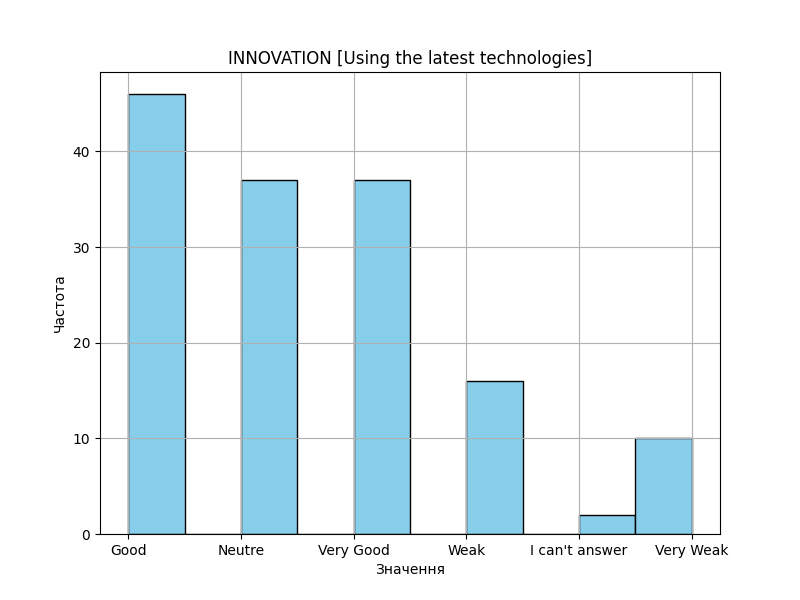 INNOVATION [Using the latest technologies]
Частота
40
30
20
10
0
Good Neutre Very Good Weak I can't answer Very Weak
Значення